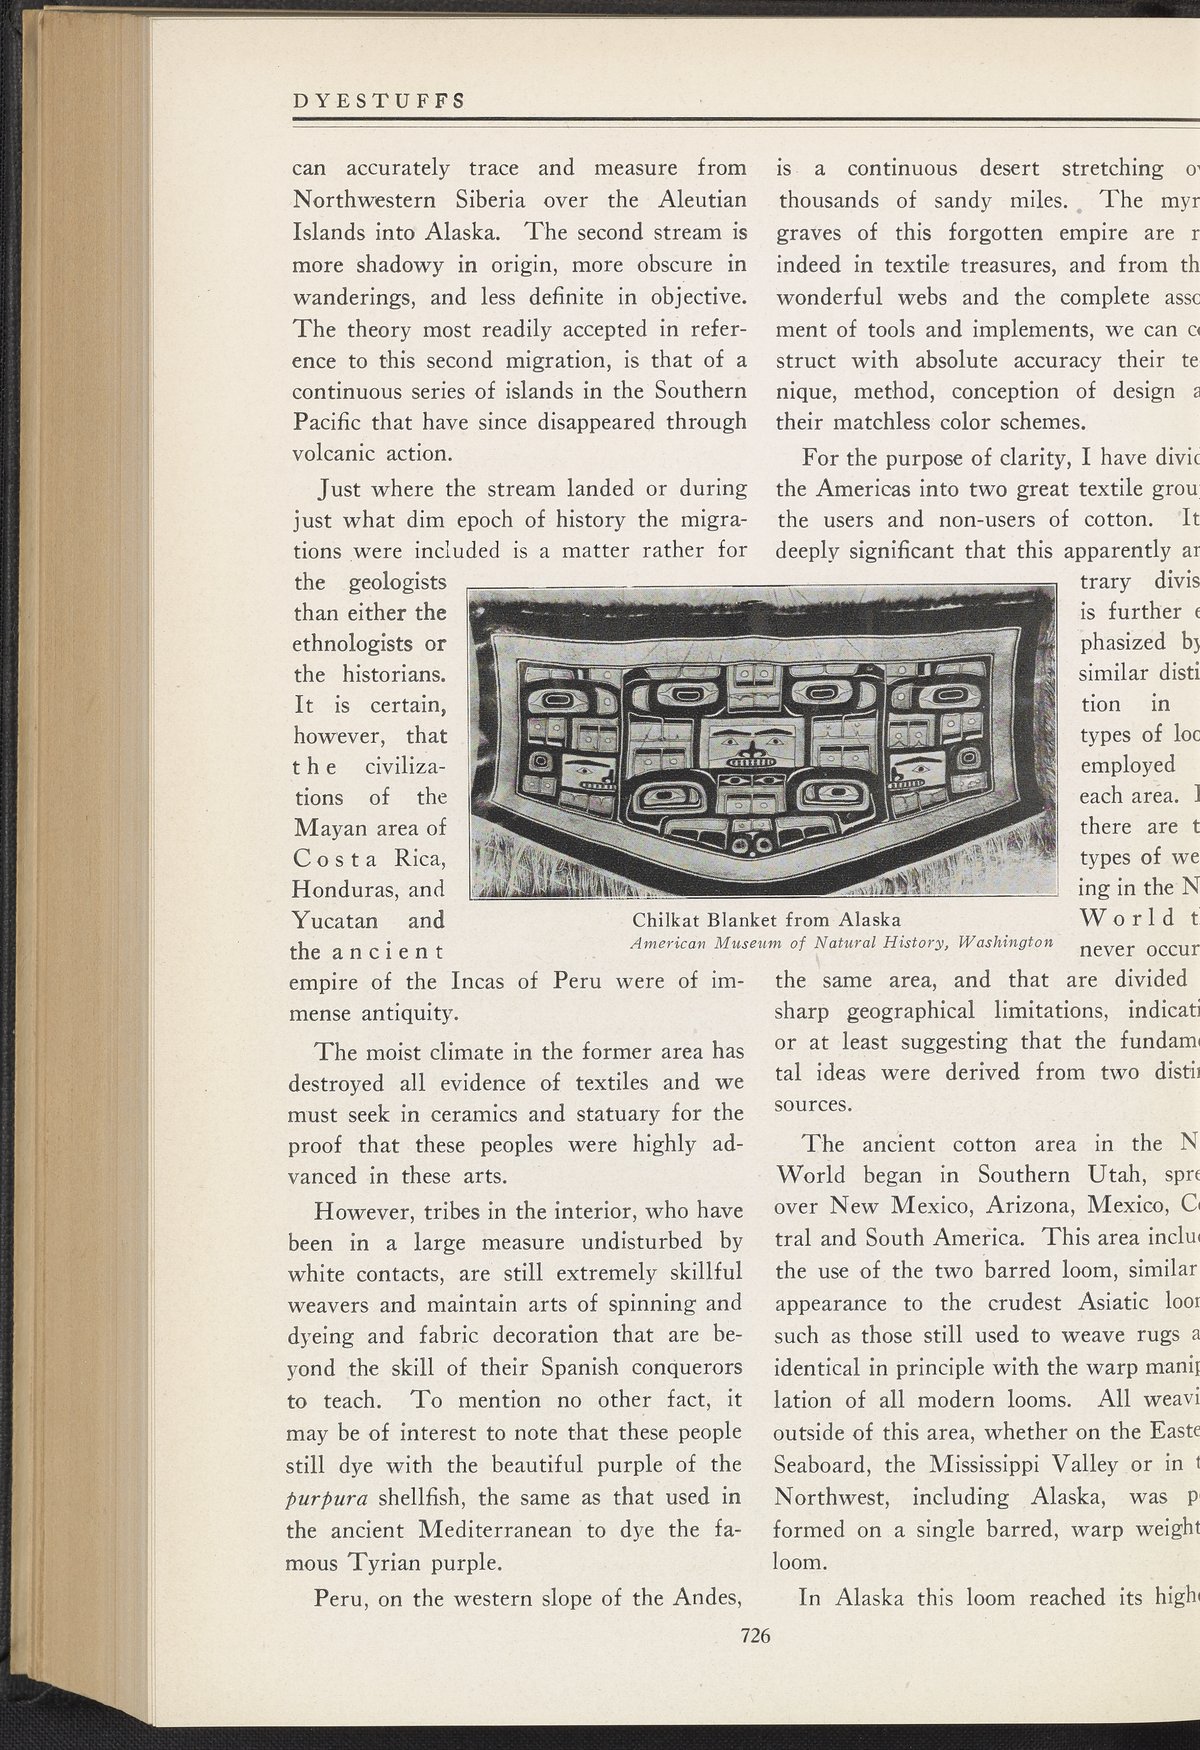 DYESTUFFS
can accurately trace and measure from
Northwestern Siberia over the Aleutian
Islands into Alaska. The second stream is
more shadowy in origin, more obscure in
wanderings, and less definite in objective.
The theory most readily accepted in refer-
ence to this second migration, is that of a
continuous series of islands in the Southern
Pacific that have since disappeared through
volcanic action.
Just where the stream landed or during
just what dim epoch of history the migra-
tions were included is a matter rather for
the geologists
than either the
ethnologists or
the historians.
It is certain,
however, that
the civiliza-
tions of the
Mayan area of
Costa Rica,
Honduras, and
Yucatan and
the ancient
empire of the Incas of Peru were of im-
mense antiquity.
The moist climate in the former area has
destroyed all evidence of textiles and we
must seek in ceramics and statuary for the
proof that these peoples were highly ad-
vanced in these arts.
However, tribes in the interior, who have
been in a large measure undisturbed by
white contacts, are still extremely skillful
weavers and maintain arts of spinning and
dyeing and fabric decoration that are be-
yond the skill of their Spanish conquerors
to teach. To mention no other fact, it
may be of interest to note that these people
still dye with the beautiful purple of the
purpura shellfish, the same as that used in
the ancient Mediterranean to dye the fa-
mous Tyrian purple.
Peru, on the western slope of the Andes,
Chilkat Blanket from Alaska
American Museum of Natural History, Washington
is a continuous desert stretching
thousands of sandy miles. The
graves of this forgotten empire are
indeed in textile treasures, and from
wonderful webs and the complete
ment of tools and implements, we can
struct with absolute accuracy their
nique, method, conception of design
their matchless color schemes.
For the purpose of clarity, I have
the Americas into two great textile
the users and non-users of cotton. It
deeply significant that this apparently
trary
is further
phasized
similar
tion in
types of
employed
each area.
there are
types of
ing in the
World
never
the same area, and that are divided
sharp geographical limitations,
or at least suggesting that the
tal ideas were derived from two
sources.
The ancient cotton area in the
World began in Southern Utah,
over New Mexico, Arizona, Mexico,
tral and South America. This area
the use of the two barred loom, similar
appearance to the crudest Asiatic
such as those still used to weave rugs
identical in principle with the warp
lation of all modern looms. All
outside of this area, whether on the
Seaboard, the Mississippi Valley or in
Northwest, including Alaska, was
formed on a single barred, warp
loom.
In Alaska this loom reached its
726